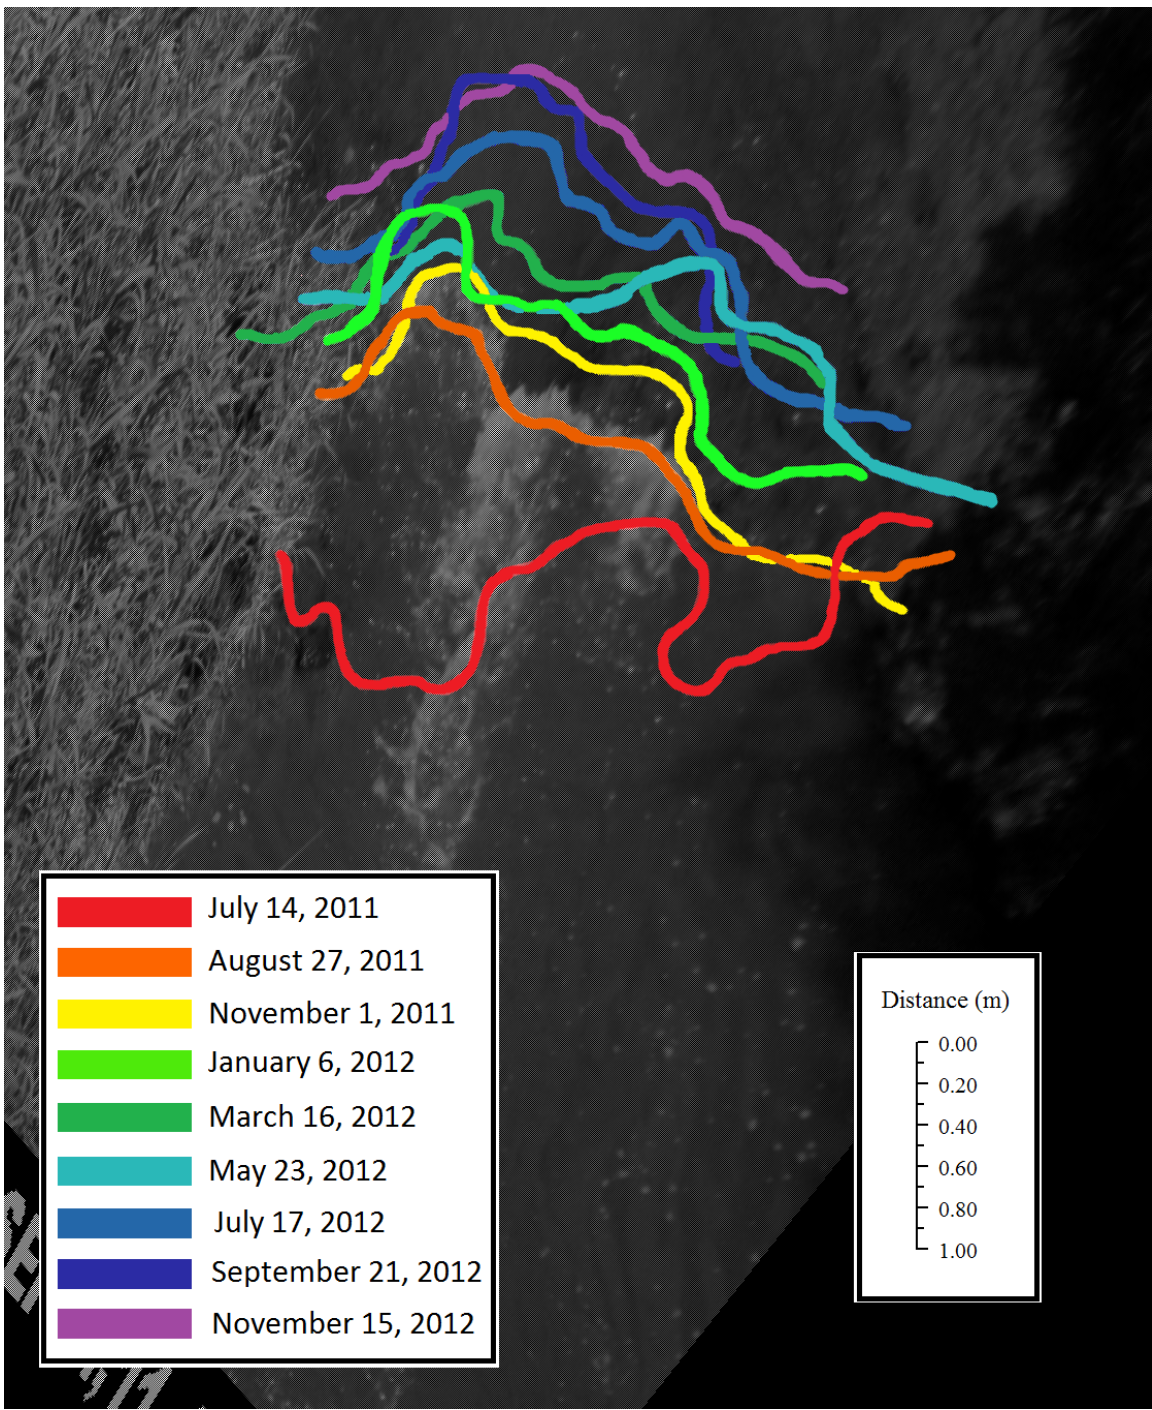 July 14, 2011
August 27, 2011
November 1, 2011
January 6, 2012
March 16, 2012
May 23, 2012
July 17, 2012
September 21, 2012
November 15, 2012
Distance (m)
0.00
0.20
0.40
0.60
0.80
1.00